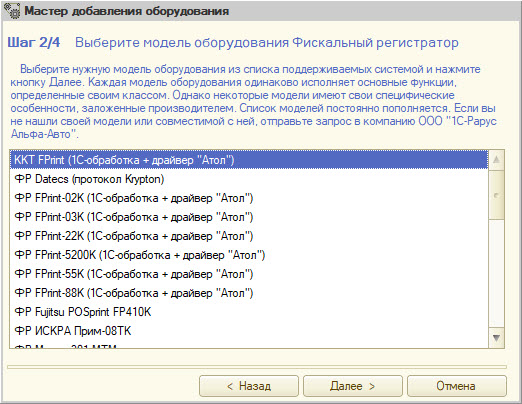 Мастер добавления оборудования
Шаг 2/4 Выберите модель оборудования Фискальный регистратор
Выберите нужную модель оборудования из списка поддерживаемых системой и нажмите
кнопку Далее. Каждая модель оборудования одинаково исполняет основные функции,
определенные своим классом. Однако некоторые модели имеют свои специфические
особенности, заложенные производителем. Список моделей постоянно пополняется. Если вы
не нашли своей модели или совместимой с ней, отправьте запрос в компанию ООО "1С-Рарус
Альфа-Авто".
ККТ FPrint (1С-обработка + драйвер "Атол")
ФР Datecs (протокол Krypton)
ФР FPrint-02K (1С-обработка + драйвер "Атол")
ФР FPrint-03K (1С-обработка + драйвер "Атол")
ФР FPrint-22K (1С-обработка + драйвер "Атол")
ФР FPrint-5200K (1С-обработка + драйвер "Атол")
ФР FPrint-55K (1С-обработка + драйвер "Атол")
ФР FPrint-88K (1С-обработка + драйвер "Атол")
ФР Fujitsu POSprint FP410K
ФР ИСКРА Прим-08ТК
< Назад
Далее >
Отмена